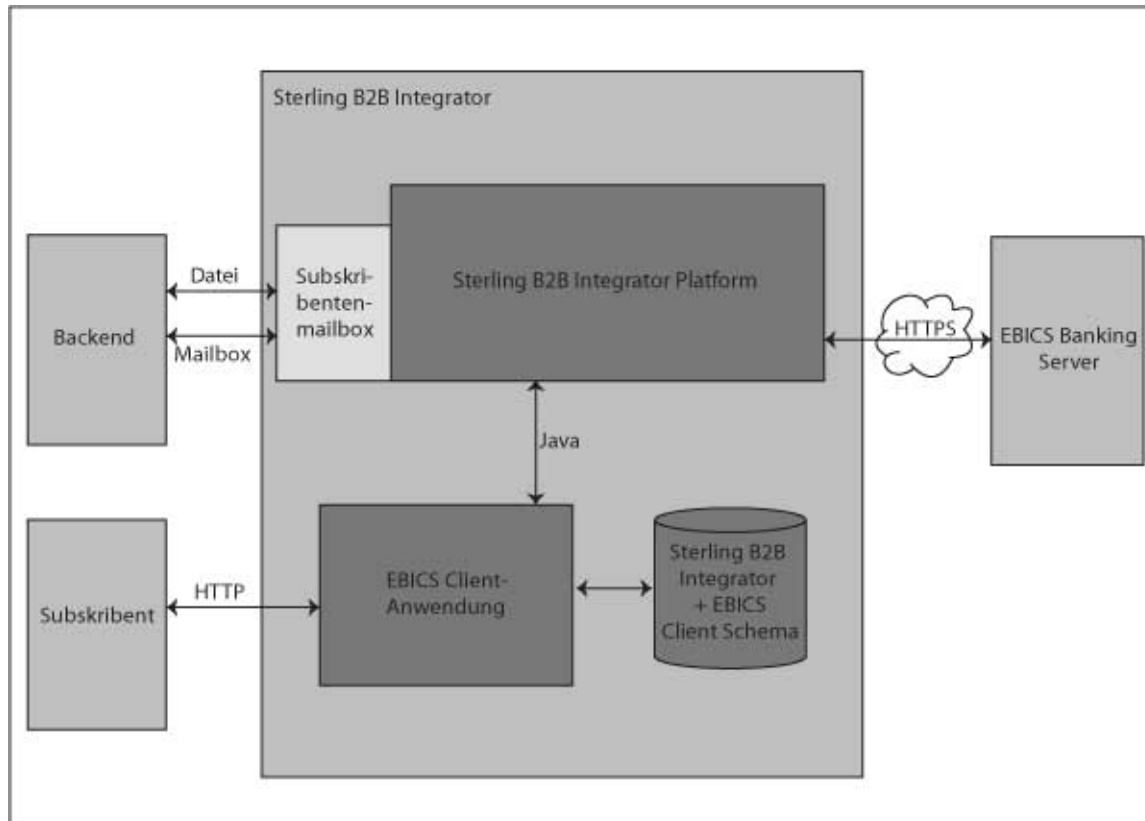 Sterling B2B Integrator
Backend
Datei
Mailbox
Subskri-
benten-
mailbox
Sterling B2B Integrator Platform
HTTPS
EBICS Banking
Server
Java
Subskribent
HTTP
EBICS Client-
Anwendung
Sterling B2B
Integrator
+ EBICS
Client Schema